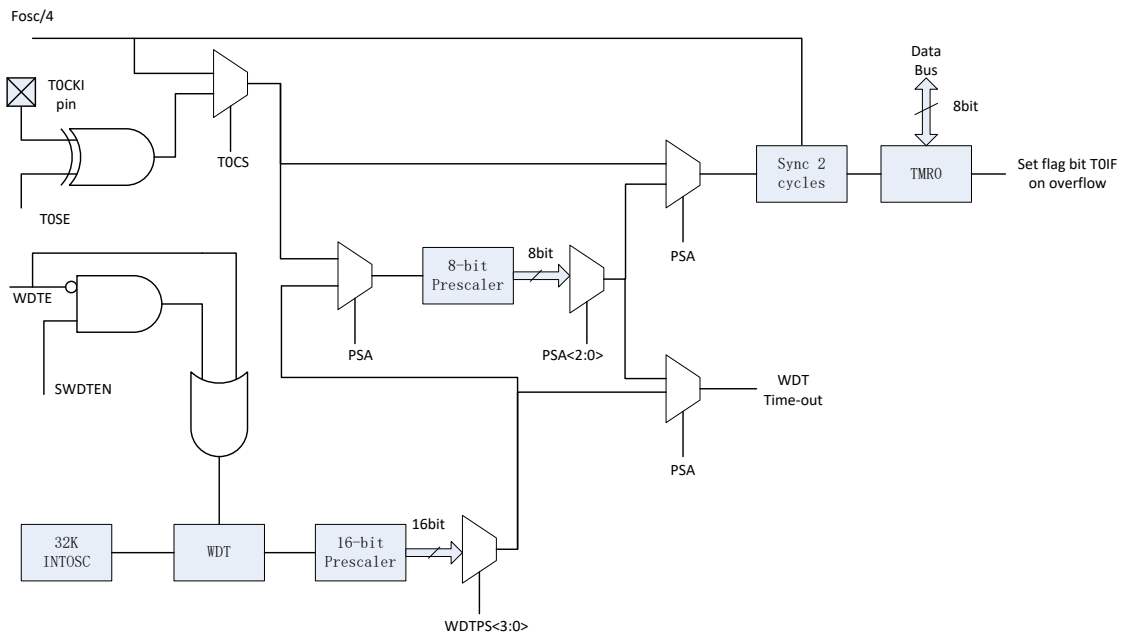 Fosc/4
T0CKI
pin
T0CS
T0SE
Data
Bus
8bit
Sync 2
cycles
TMRO
Set flag bit T0IF
on overflow
PSA
WDTE
SWDTEN
PSA
8-bit
Prescaler
8bit
PSA<2:0>
WDT
Time-out
PSA
32K
INTOSC
WDT
16-bit
Prescaler
16bit
WDTPS<3:0>